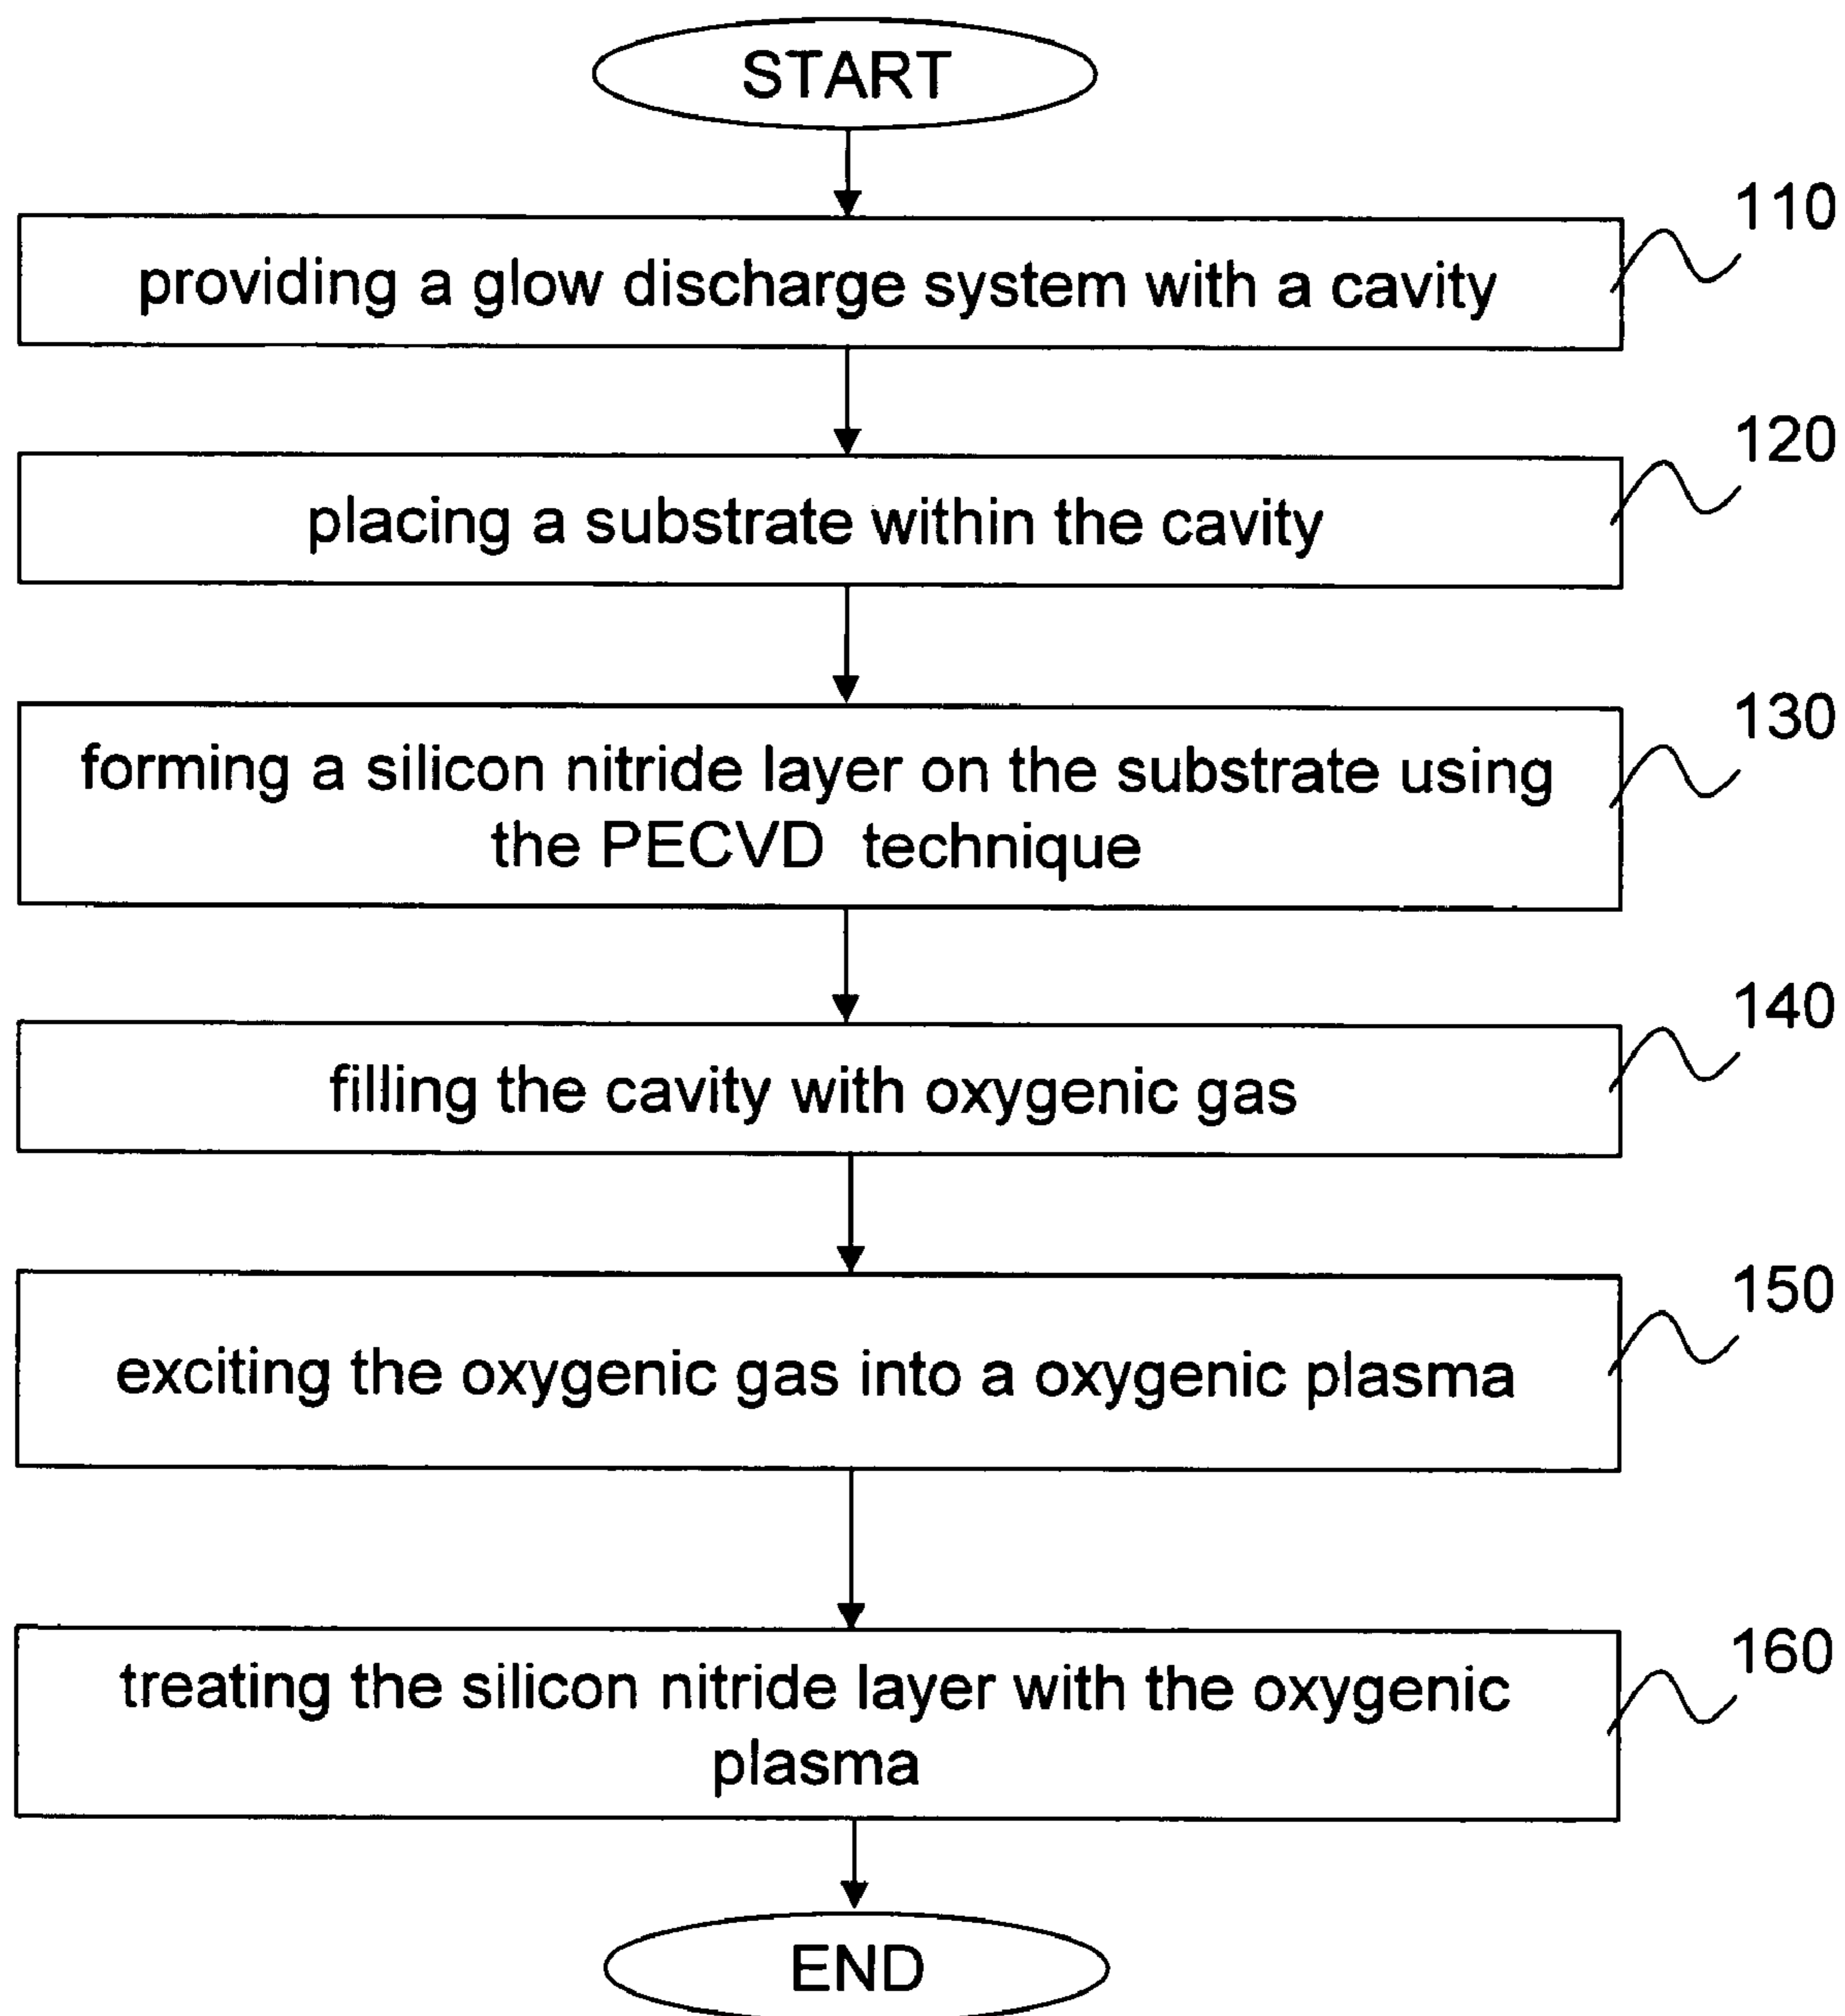 START
110
providing a glow discharge system with a cavity
120
placing a substrate within the cavity
130
forming a silicon nitride layer on the substrate using
the PECVD technique
140
filling the cavity with oxygenic gas
150
exciting the oxygenic gas into a oxygenic plasma
160
treating the silicon nitride layer with the oxygenic
plasma
END